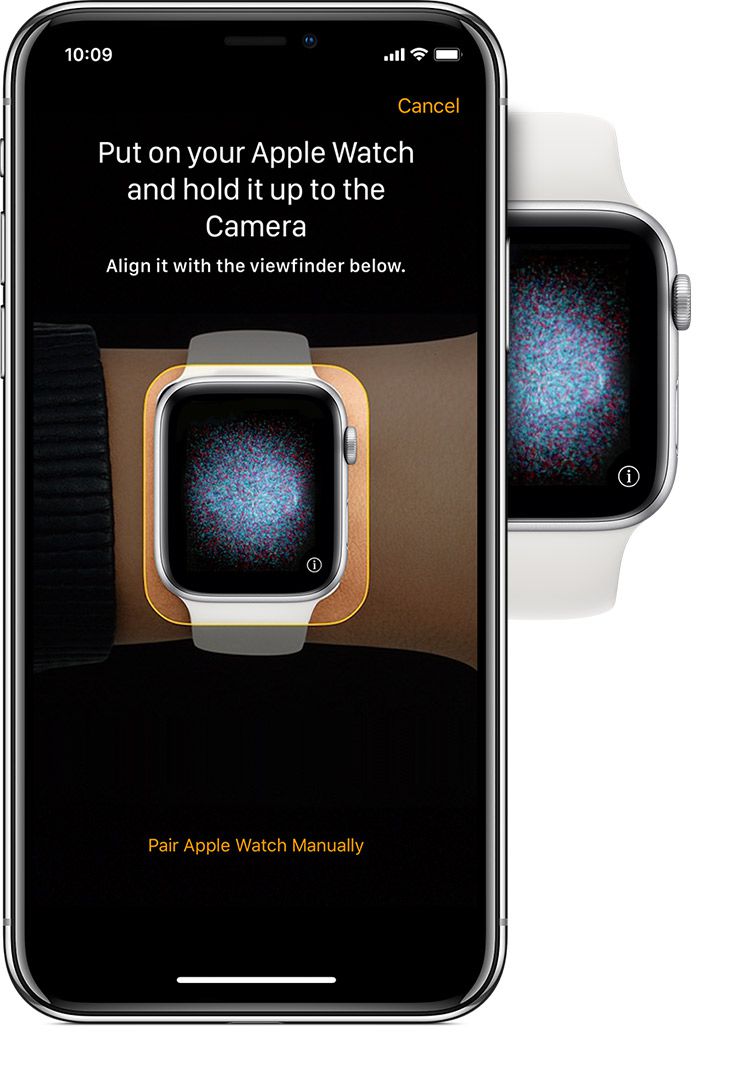 10:09
Cancel
Put on your Apple Watch
and hold it up to the
Camera
Align it with the viewfinder below.
Pair Apple Watch Manually